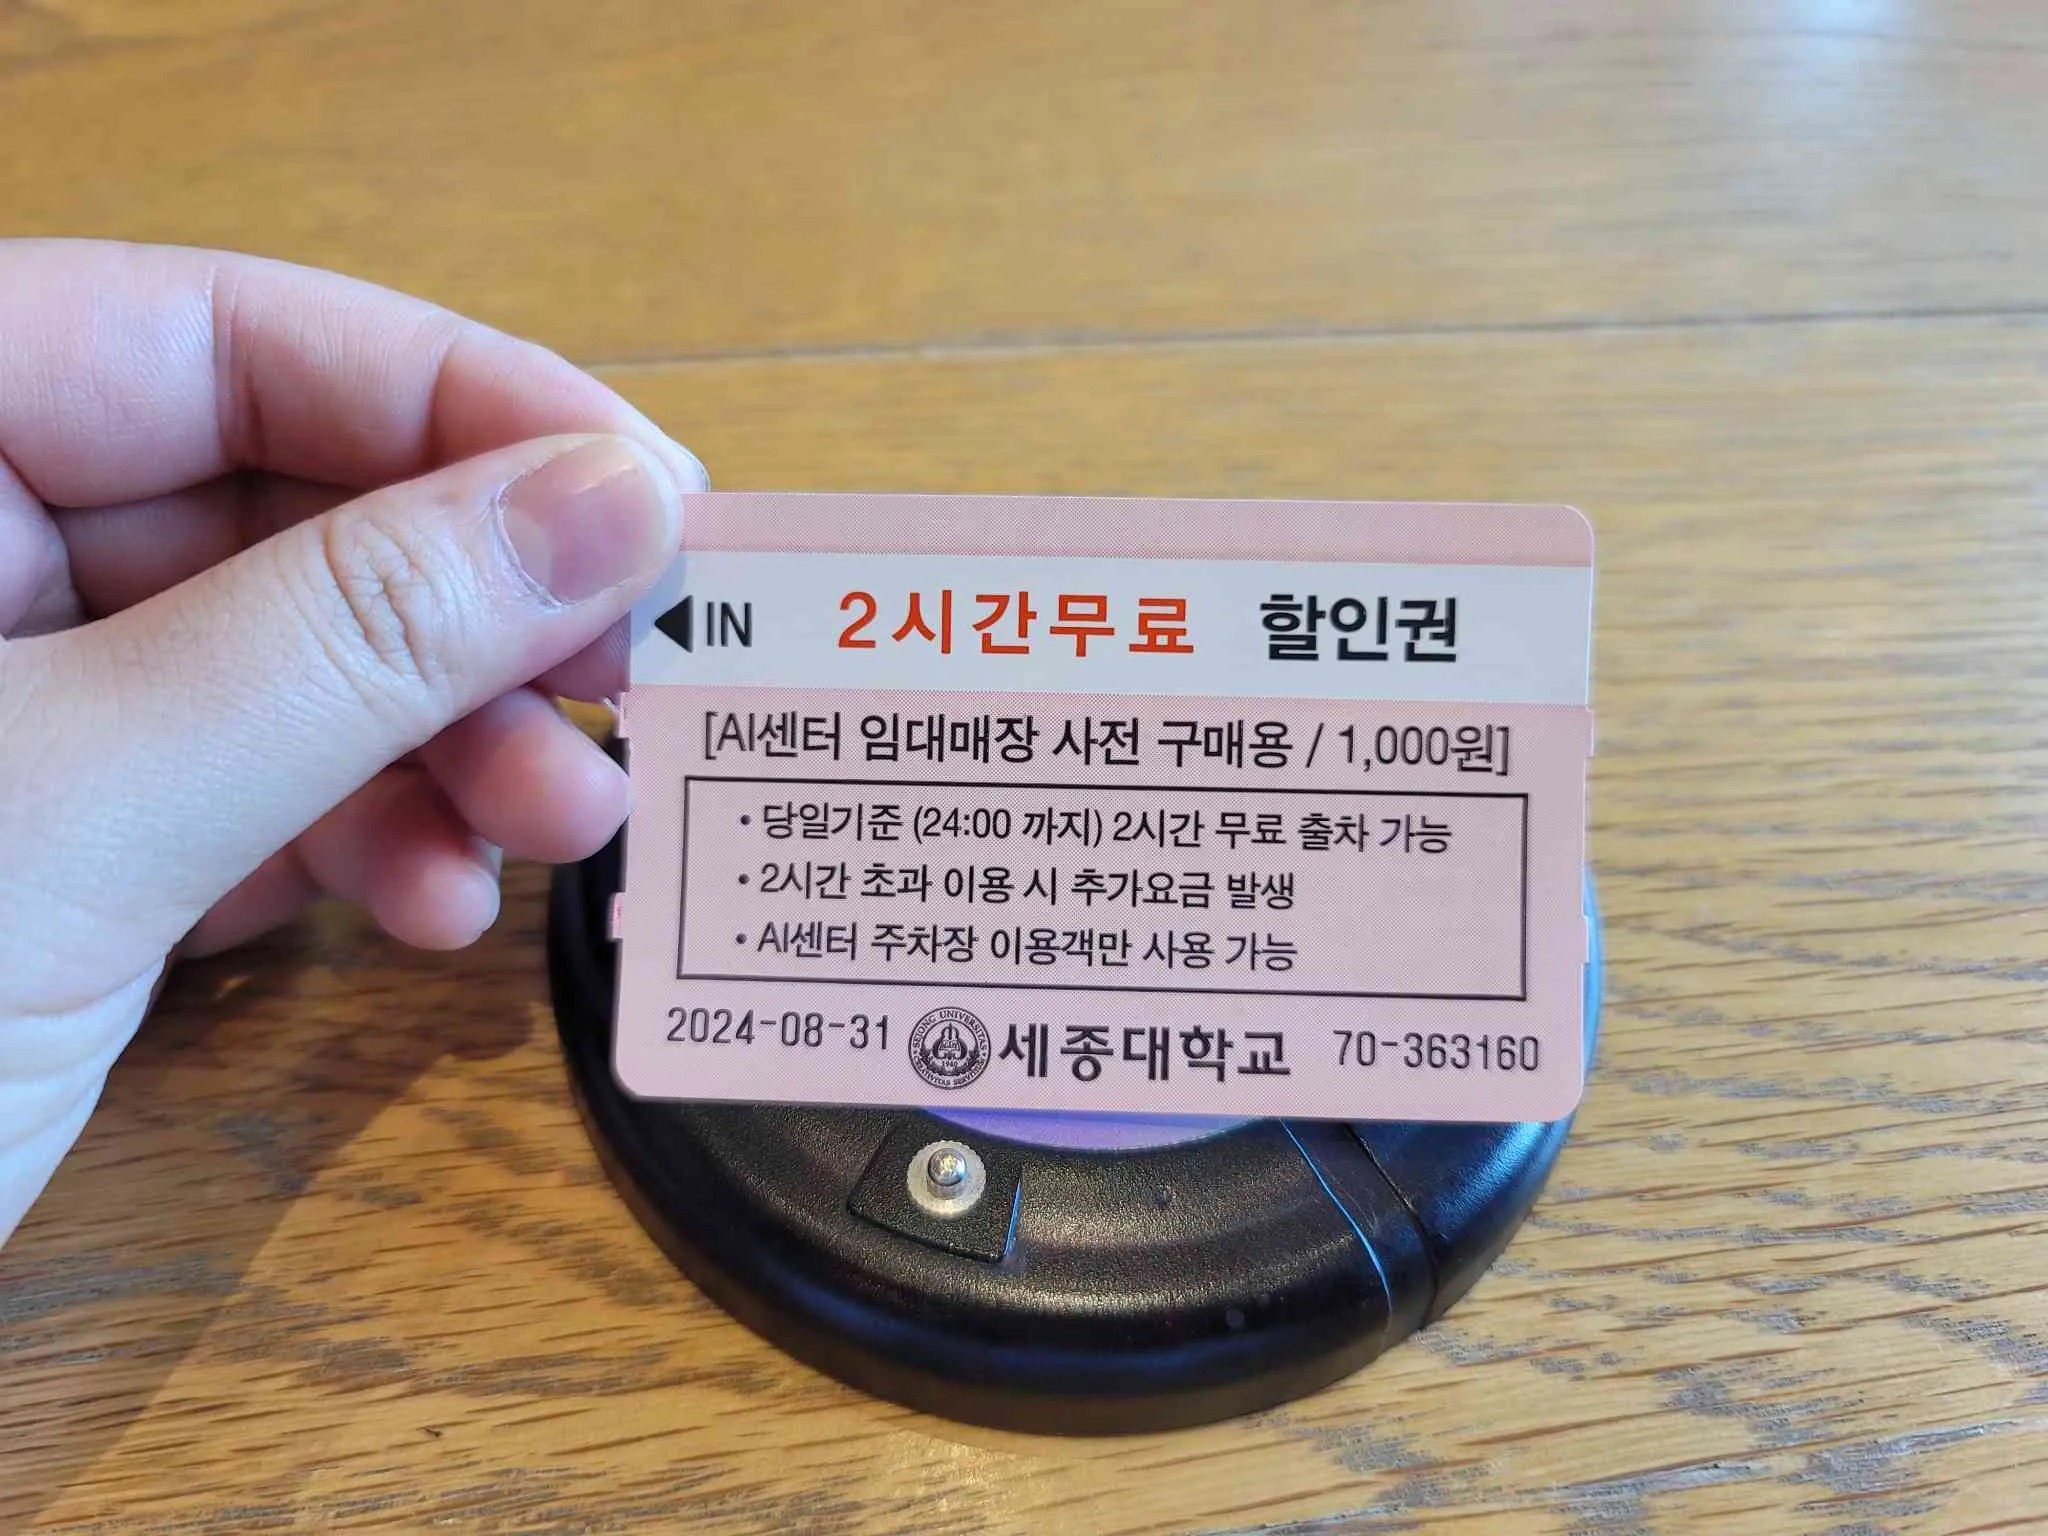 ◀IN 2시간무료 할인권
[AI센터 임대매장 사전 구매용 / 1,000원]
• 당일기준 (24:00 까지) 2시간 무료 출차 가능
• 2시간 초과 이용 시 추가요금 발생
• AI센터 주차장 이용객만 사용 가능
2024-08-31 세종대학교 70-363160
SEJONG UNIVERSITAS
1940